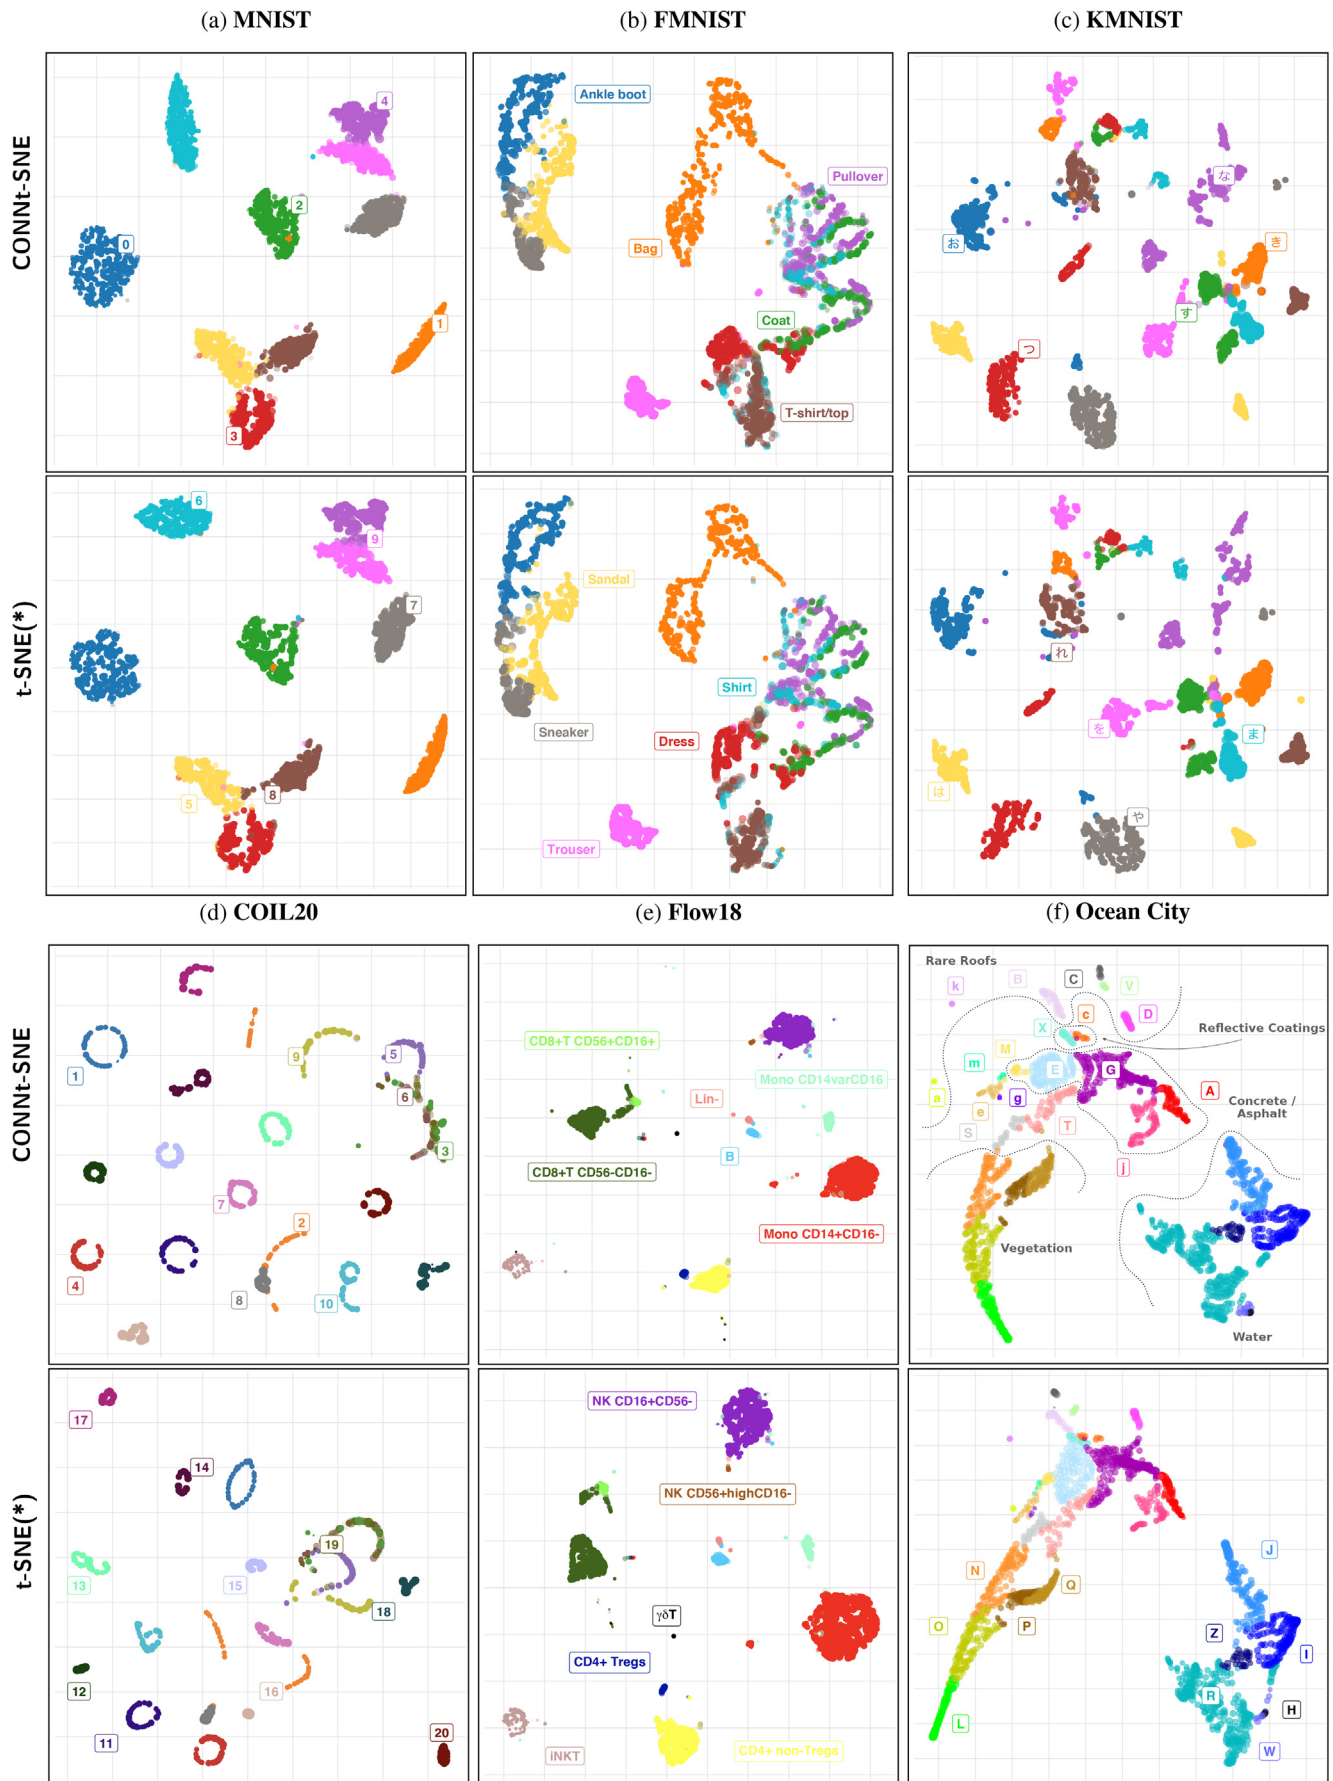 (a) MNIST
(b) FMNIST
(c) KMNIST
CONNt-SNE
4
2
0
1
3
Ankle boot
Pullover
Bag
Coat
T-shirt/top
な
お
き
す
つ
t-SNE(*)
6
9
7
5
8
Sandal
Shirt
Sneaker
Dress
Trouser
れ
を
ま
は
や
(d) COIL20
(e) Flow18
(f) Ocean City
CONNt-SNE
1
9
5
6
3
7
2
4
8
10
CD8+T CD56+CD16+
Mono CD14varCD16
Lin-
B
CD8+T CD56-CD16-
Mono CD14+CD16-
Rare Roofs
k
B
C
V
c
D
X
Reflective Coatings
M
m
E
G
a
e
g
A
Concrete /
Asphalt
S
T
j
Vegetation
Water
t-SNE(*)
17
14
19
13
15
18
12
16
11
20
NK CD16+CD56-
NK CD56+highCD16-
γδT
CD4+ Tregs
iNKT
CD4+ non-Tregs
J
N
Q
O
P
Z
I
R
H
L
W